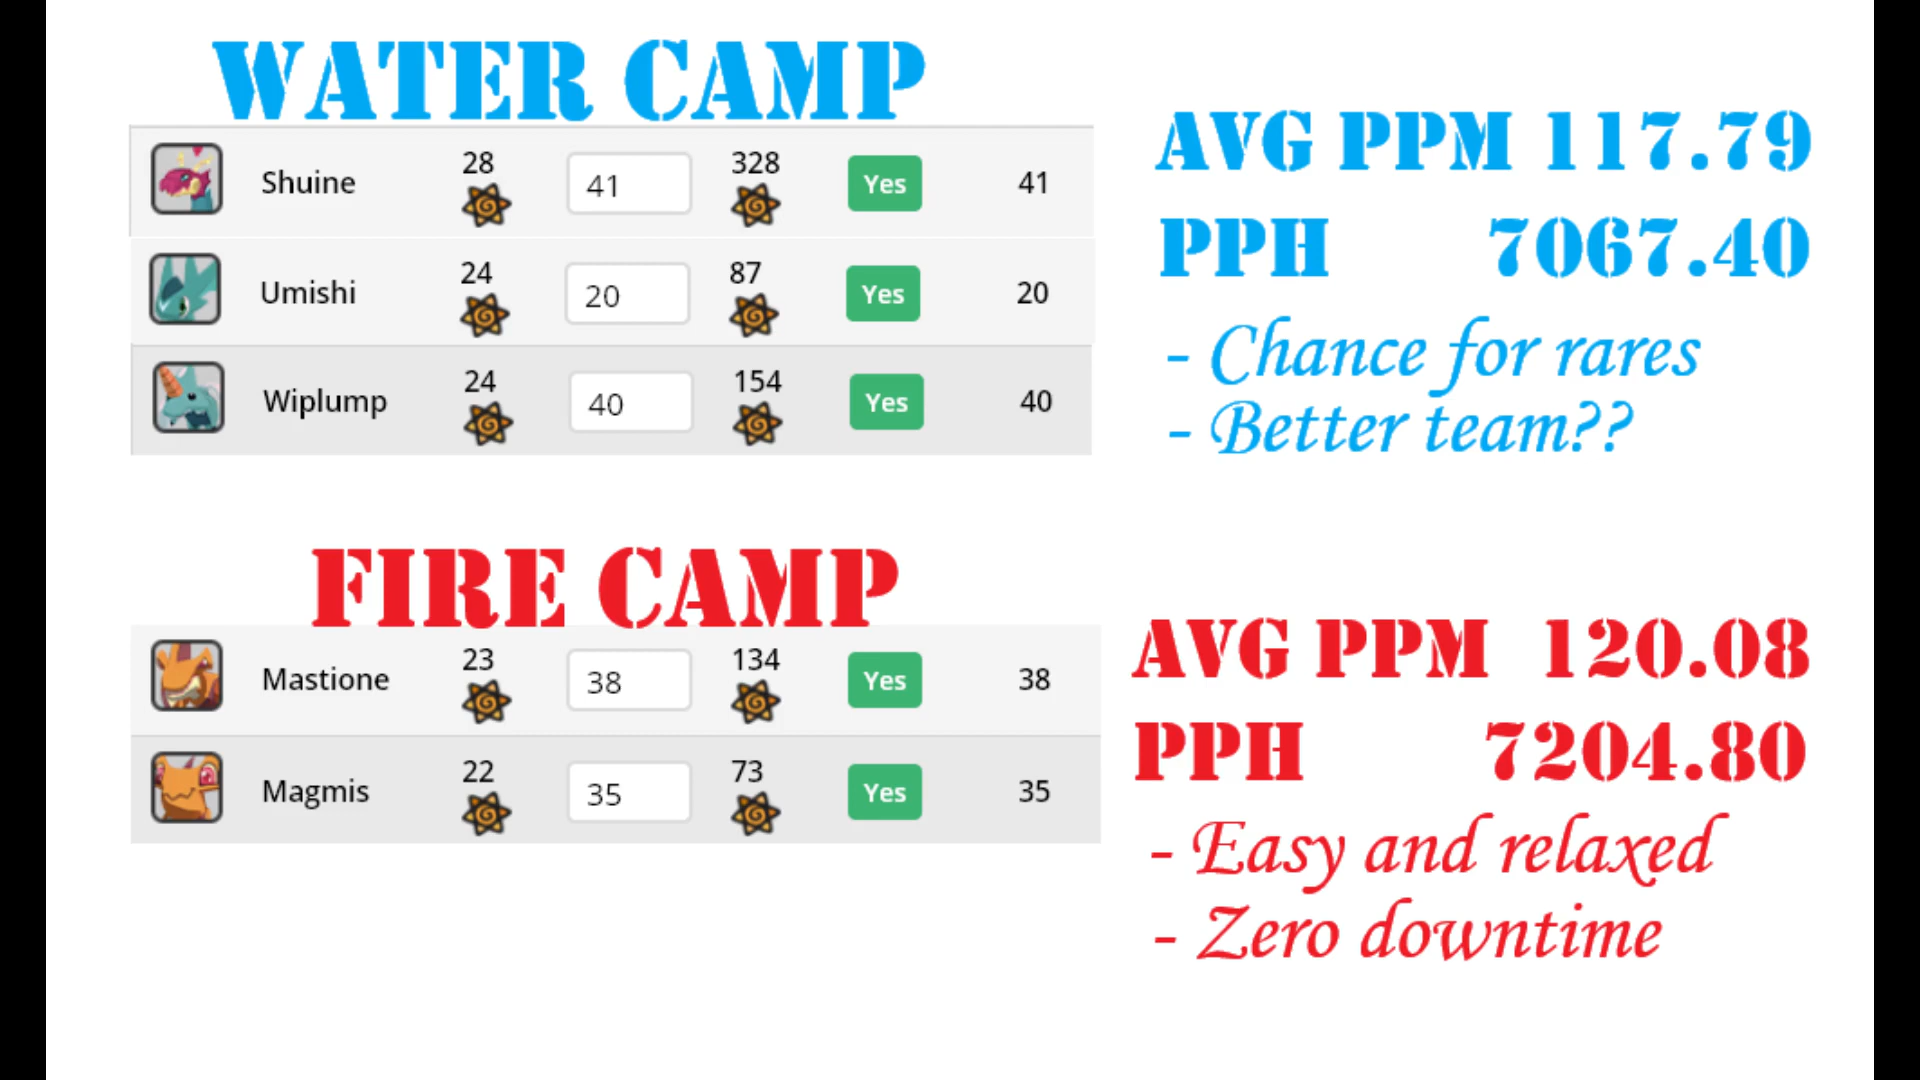 WATER CAMP
Shuine 28 41 328 Yes 41
Umishi 24 20 87 Yes 20
Wiplump 24 40 154 Yes 40
AVG PPM 117.79
PPH 7067.40
- Chance for rares
- Better team??
FIRE CAMP
Mastione 23 38 134 Yes 38
Magmis 22 35 73 Yes 35
AVG PPM 120.08
PPH 7204.80
- Easy and relaxed
- Zero downtime